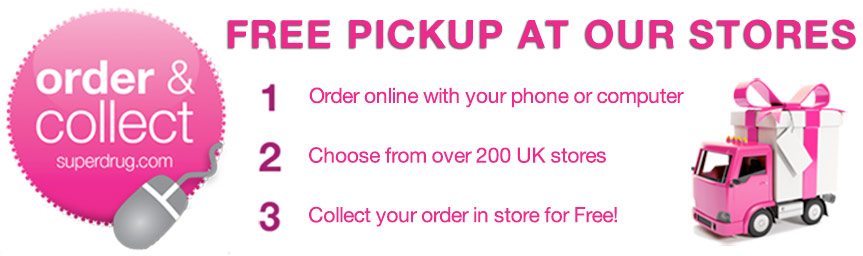 order &
collect
superdrug.com
FREE PICKUP AT OUR STORES
1 Order online with your phone or computer
2 Choose from over 200 UK stores
3 Collect your order in store for Free!